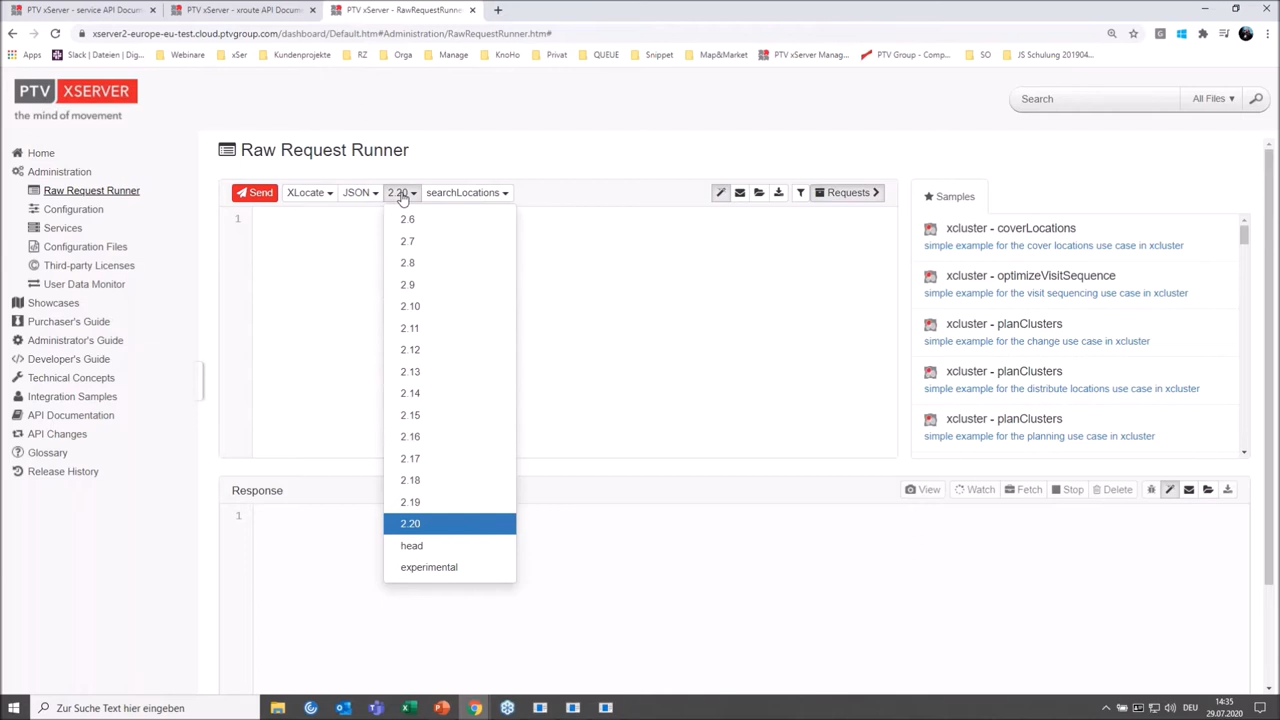 PTV xServer - service API Docum...
PTV xServer - xroute API Docume...
PTV xServer - RawRequestRunne...
xserver2-europe-eu-test.cloud.ptvgroup.com/dashboard/Default.htm#Administration/RawRequestRunner.htm#
Slack | Dateien | Dig...
Webinare
xSer
Kundenprojekte
RZ
Orga
Manage
KnoHo
Privat
QUEUE
Snippet
Map&Market
PTV xServer Manag...
PTV Group - Comp...
SO
JS Schulung 201904...
PTV XSERVER
the mind of movement
Search
All Files
Home
Administration
Raw Request Runner
Configuration
Services
Configuration Files
Third-party Licenses
User Data Monitor
Showcases
Purchaser's Guide
Administrator's Guide
Developer's Guide
Technical Concepts
Integration Samples
API Documentation
API Changes
Glossary
Release History
Raw Request Runner
Send
XLocate
JSON
2.20
searchLocations
Requests
1
2.6
2.7
2.8
2.9
2.10
2.11
2.12
2.13
2.14
2.15
2.16
2.17
2.18
2.19
2.20
head
experimental
Samples
xcluster - coverLocations
simple example for the cover locations use case in xcluster
xcluster - optimizeVisitSequence
simple example for the visit sequencing use case in xcluster
xcluster - planClusters
simple example for the change use case in xcluster
xcluster - planClusters
simple example for the distribute locations use case in xcluster
xcluster - planClusters
simple example for the planning use case in xcluster
Response
View
Watch
Fetch
Stop
Delete
1
Zur Suche Text hier eingeben
DEU
14:35
29.07.2020